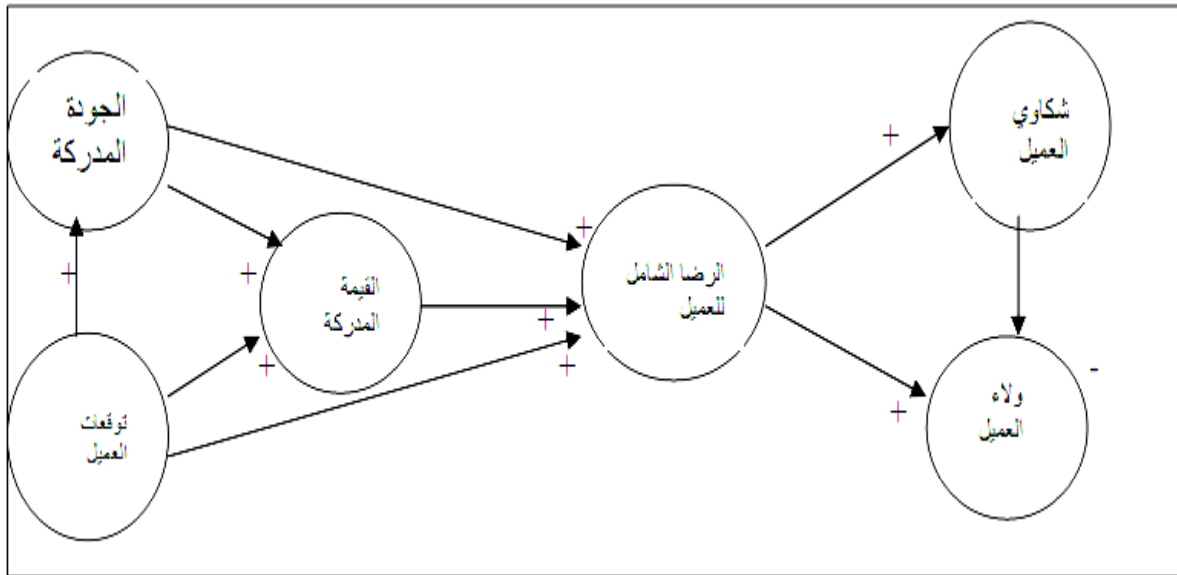 الجودة
المدركة
+
توقعات
العميل
+
+
القيمة
المدركة
+
+
+
الرضا الشامل
للعميل
+
+
شكاوي
العميل
ولاء
العميل
-